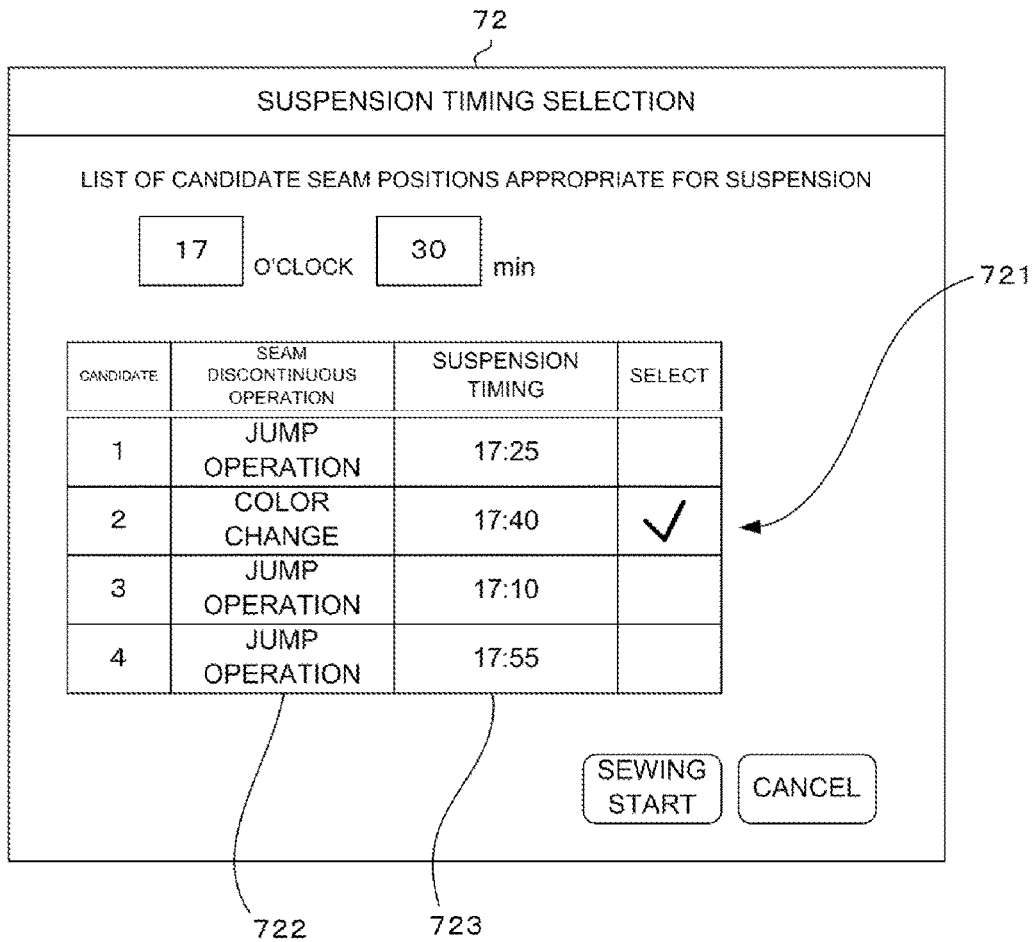 72
SUSPENSION TIMING SELECTION
LIST OF CANDIDATE SEAM POSITIONS APPROPRIATE FOR SUSPENSION
17 O'CLOCK 30 min
721
CANDIDATE SEAM DISCONTINUOUS OPERATION SUSPENSION TIMING SELECT
1 JUMP OPERATION 17:25
2 COLOR CHANGE 17:40 ✓
3 JUMP OPERATION 17:10
4 JUMP OPERATION 17:55
SEWING START CANCEL
722 723